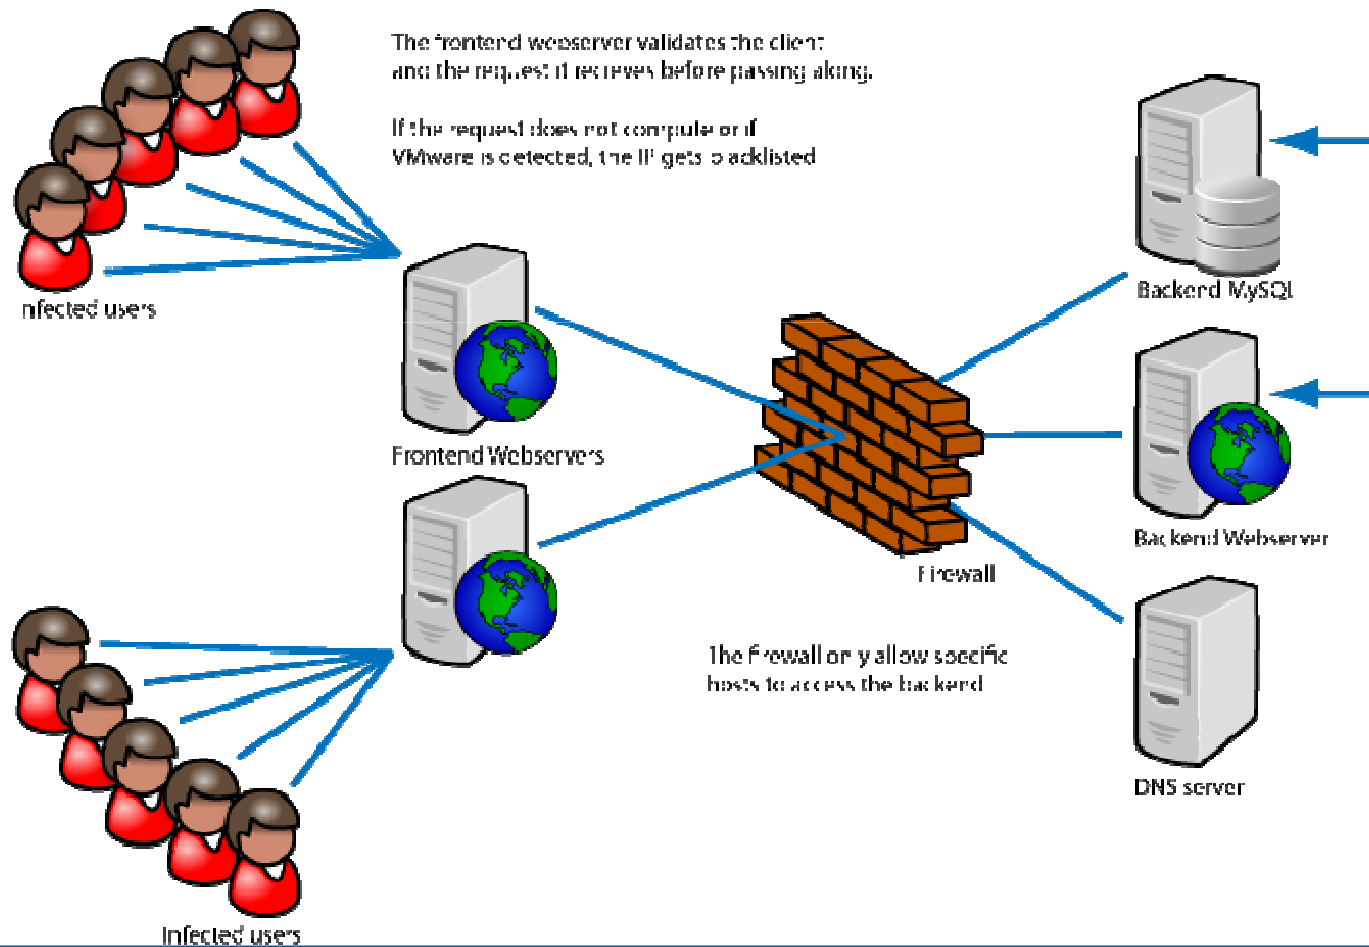 The frontend webserver validates the client
and the request it recieves before passing along.
If the request does not compute or if
VMware is detected, the IP gets blacklisted
Infected users
Backend MySQL
Frontend Webservers
Backend Webserver
Firewall
The firewall only allow specific
hosts to access the backend
DNS server
Infected users